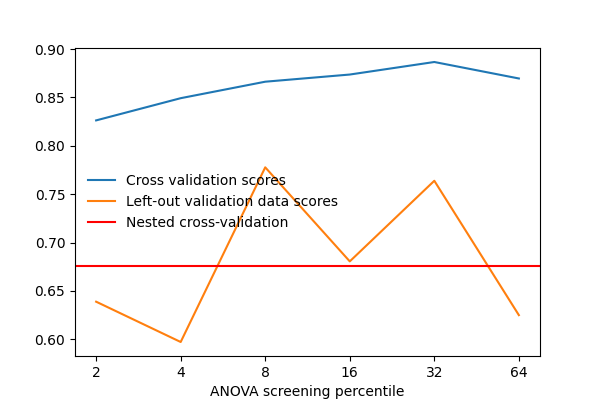 0.90
0.85
0.80
0.75
0.70
0.65
0.60
Cross validation scores
Left-out validation data scores
Nested cross-validation
2 4 8 16 32 64
ANOVA screening percentile